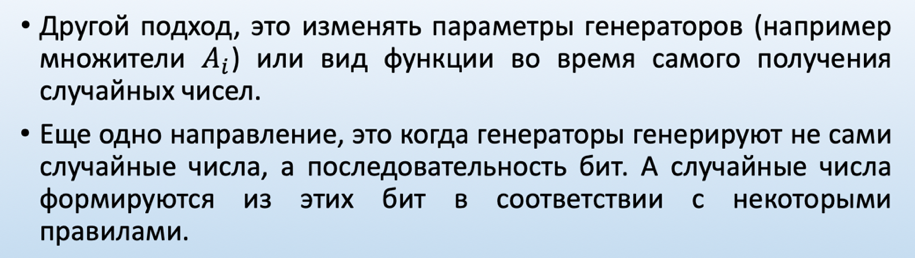 • Другой подход, это изменять параметры генераторов (например
множители Aᵢ) или вид функции во время самого получения
случайных чисел.
• Еще одно направление, это когда генераторы генерируют не сами
случайные числа, а последовательность бит. А случайные числа
формируются из этих бит в соответствии с некоторыми
правилами.